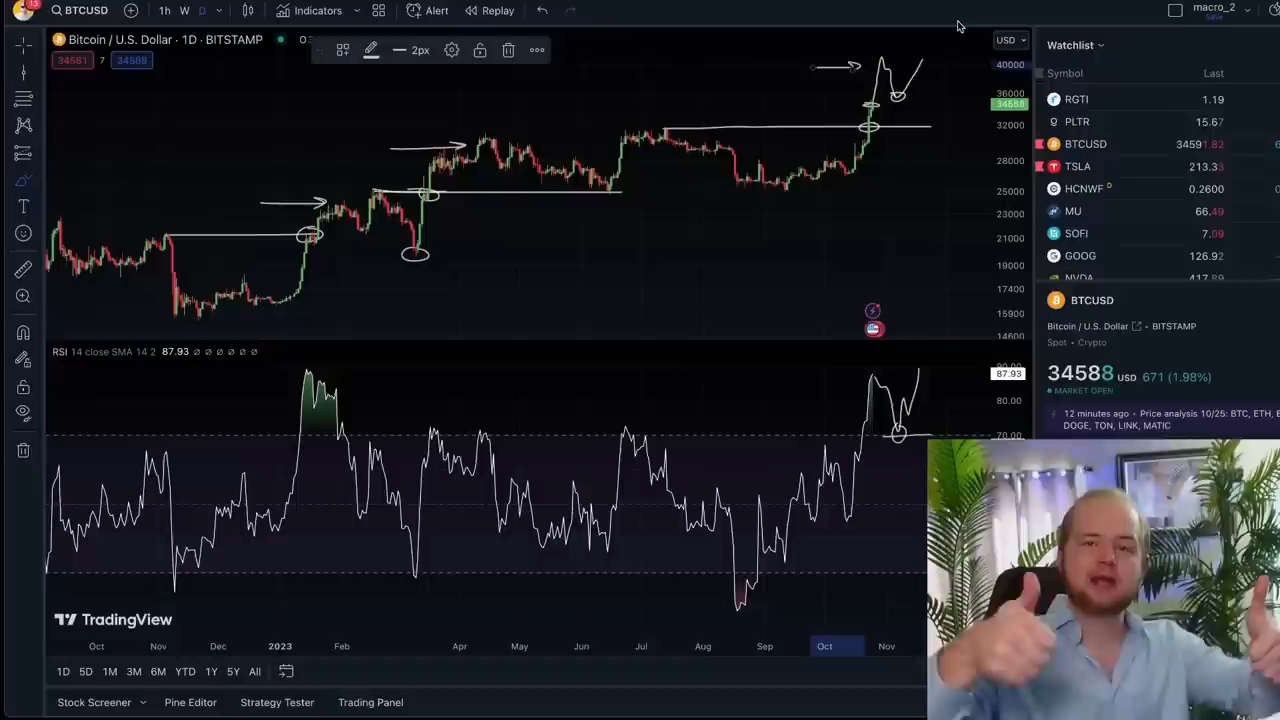 13
BTCUSD
1h W D
Indicators
Alert
Replay
macro_2
Save
Bitcoin / U.S. Dollar · 1D · BITSTAMP
34581 7 34588
2px
USD
40000
36000
34588
32000
28000
25000
23000
21000
19000
17400
15900
14600
Watchlist
Symbol Last
RGTI 1.19
PLTR 15.67
BTCUSD 34591.82
TSLA 213.33
HCNWF D 0.2600
MU 66.49
SOFI 7.09
GOOG 126.92
NVDA 417.89
BTCUSD
Bitcoin / U.S. Dollar · BITSTAMP
Spot · Crypto
34588 USD 671 (1.98%)
MARKET OPEN
12 minutes ago · Price analysis 10/25: BTC, ETH, B
DOGE, TON, LINK, MATIC
RSI 14 close SMA 14 2 87.93 ø ø ø ø ø ø
87.93
80.00
70.00
TradingView
Oct Nov Dec 2023 Feb Apr May Jun Jul Aug Sep Oct Nov
1D 5D 1M 3M 6M YTD 1Y 5Y All
Stock Screener Pine Editor Strategy Tester Trading Panel